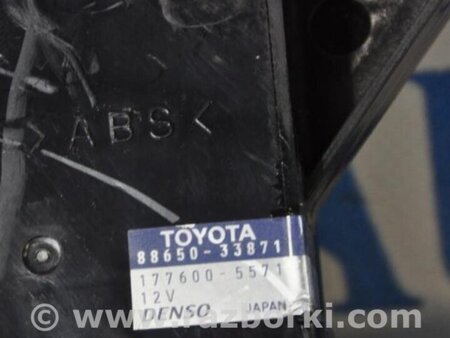 >ABS<
TOYOTA
88650-33871
177600-5571
12V
DENSO JAPAN
www.razborki.com